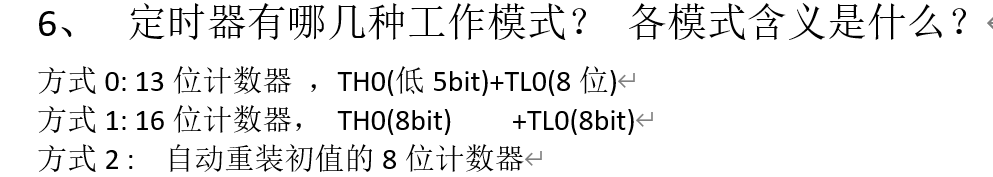 6、 定时器有哪几种工作模式? 各模式含义是什么?
方式 0: 13 位计数器 ，TH0(低 5bit)+TL0(8 位)
方式 1: 16 位计数器， TH0(8bit) +TL0(8bit)
方式 2： 自动重装初值的 8 位计数器